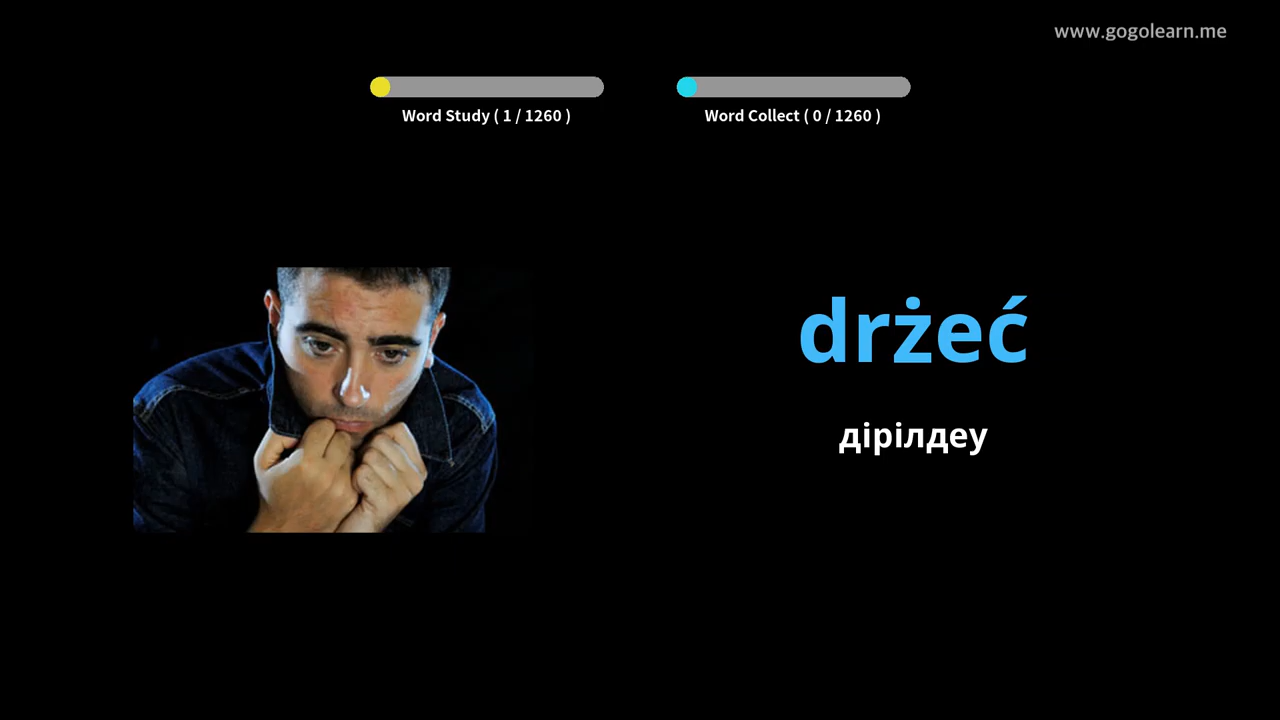 www.gogolearn.me
Word Study ( 1 / 1260 )
Word Collect ( 0 / 1260 )
drżeć
дірілдеу